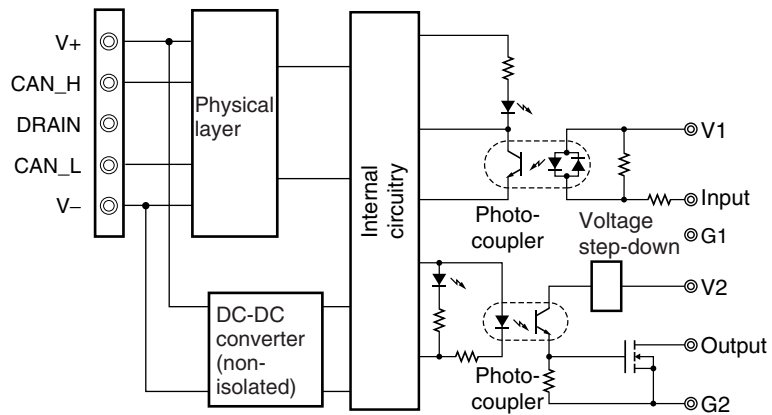 V+
CAN_H
DRAIN
CAN_L
V−
Physical
layer
DC-DC
converter
(non-
isolated)
Internal
circuitry
Photo-
coupler
Voltage
step-down
V1
Input
G1
V2
Output
G2
Photo-
coupler